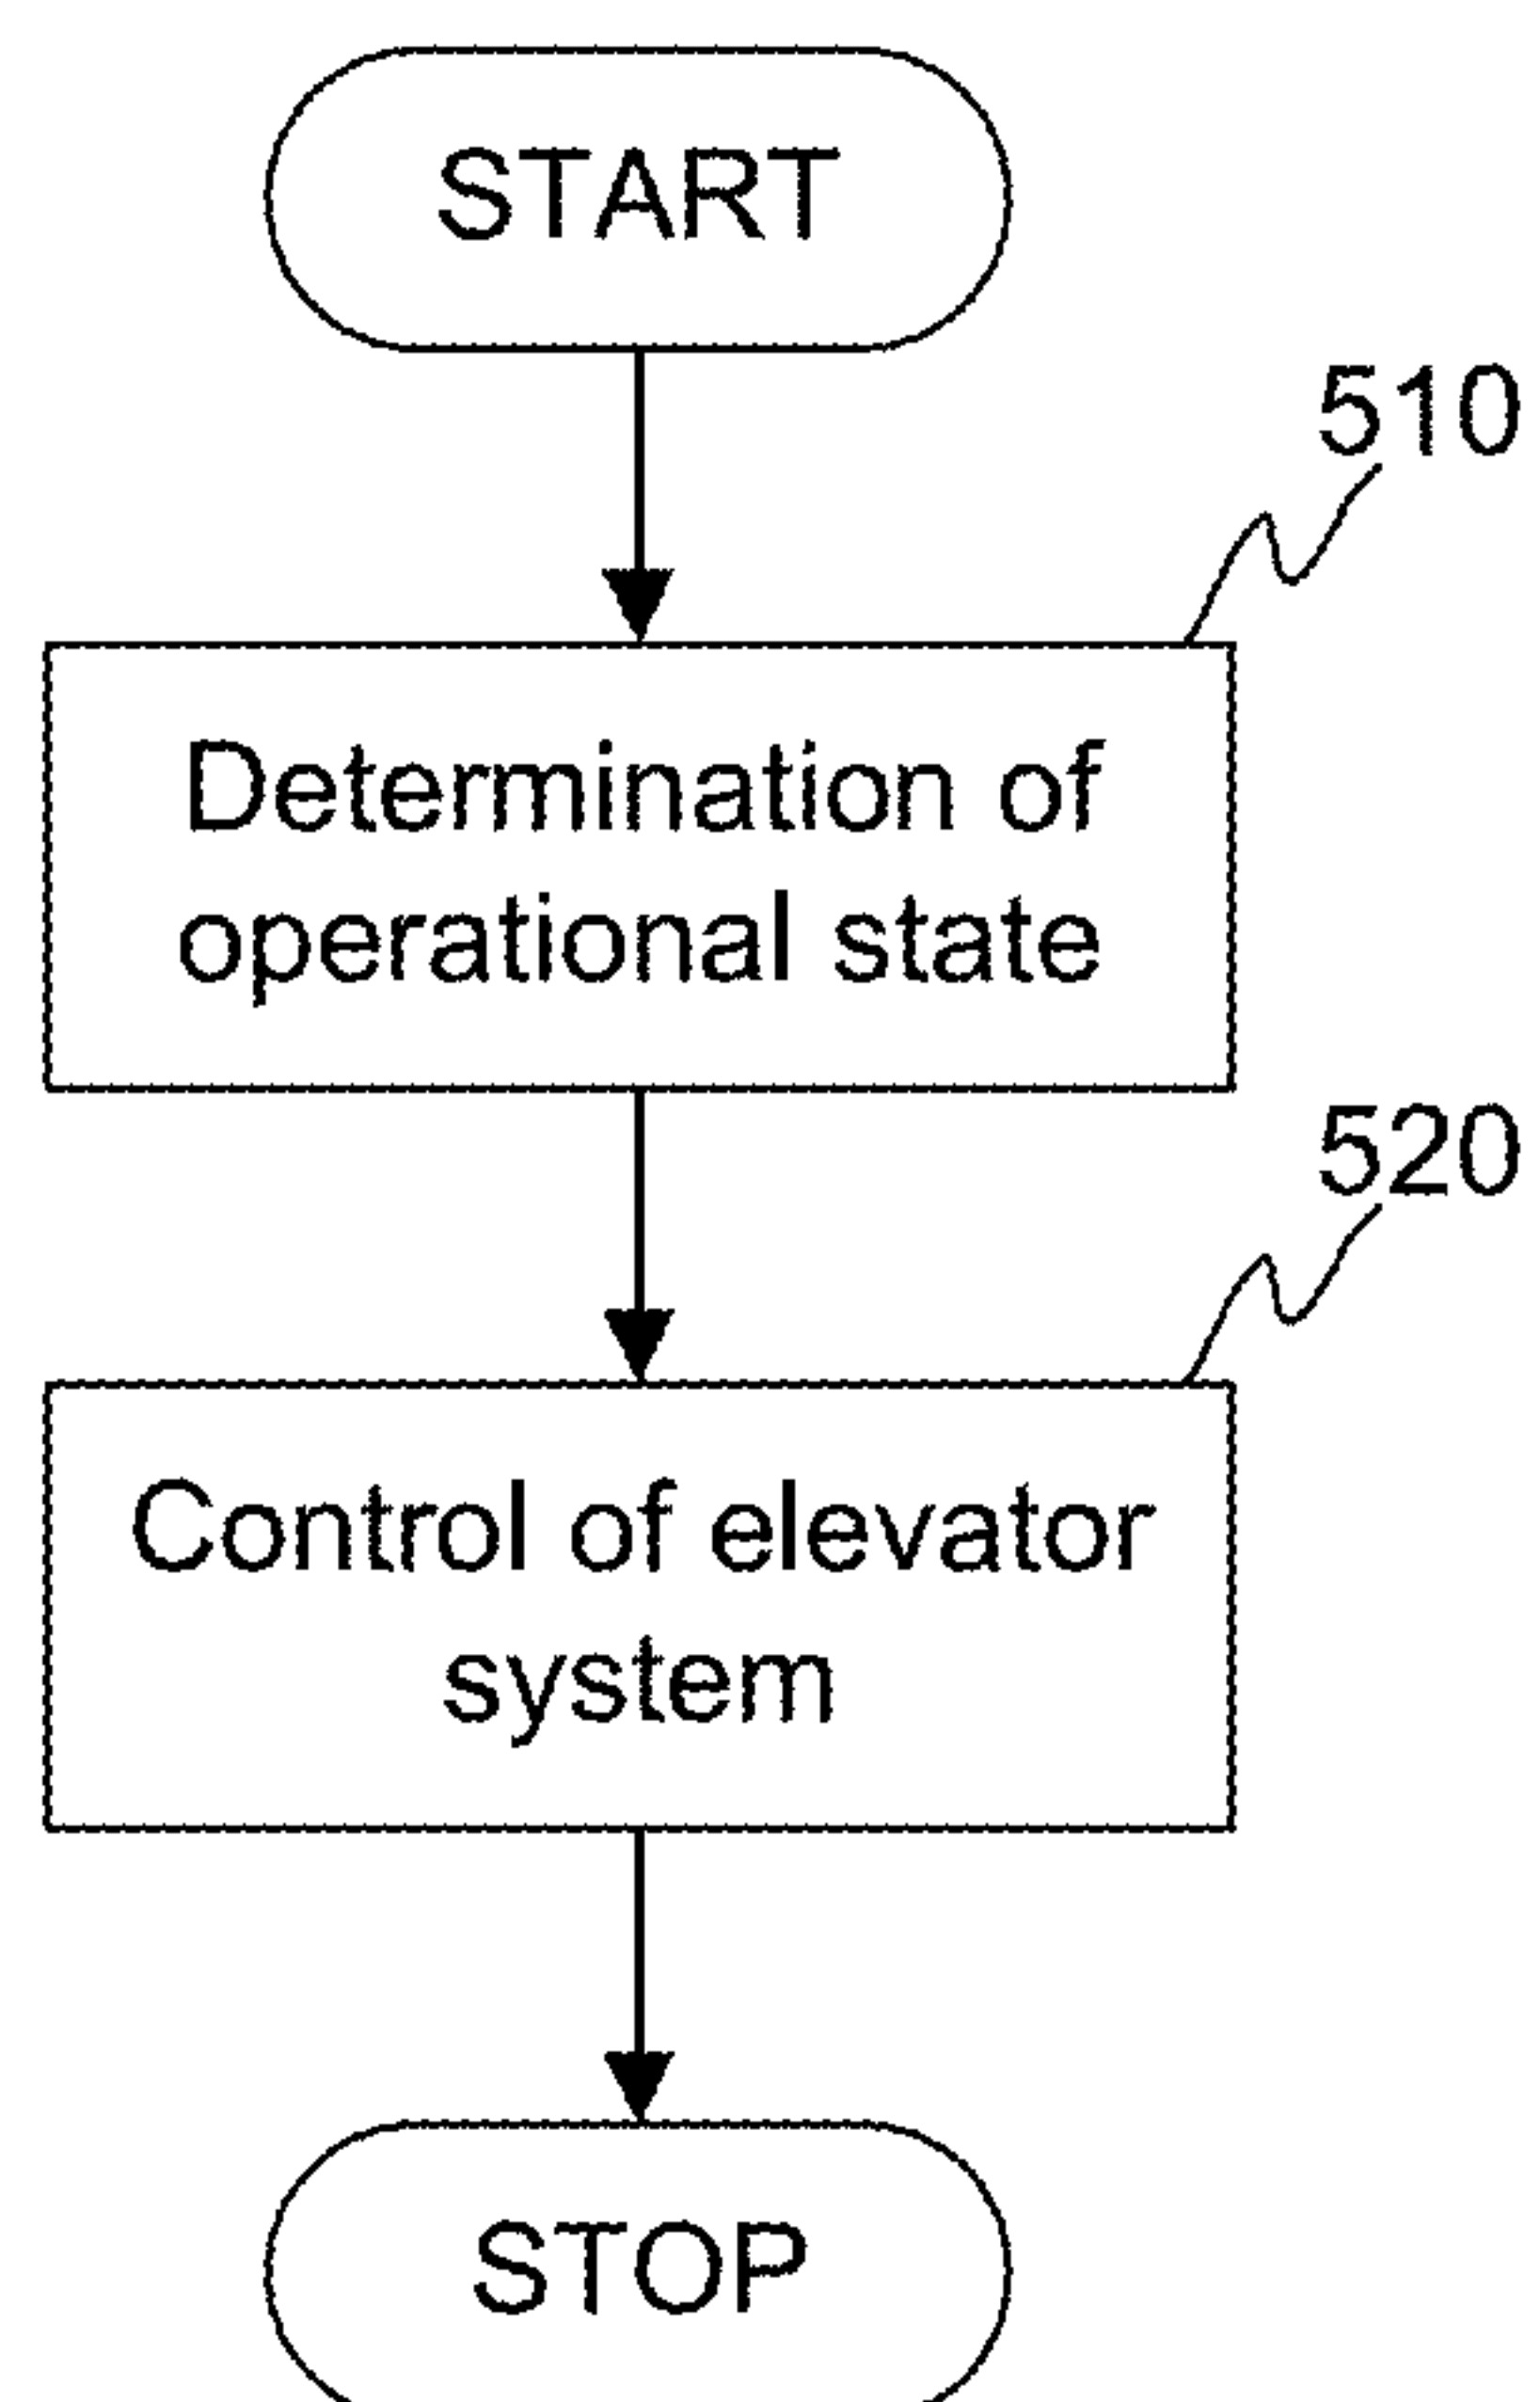 START
510
Determination of
operational state
520
Control of elevator
system
STOP